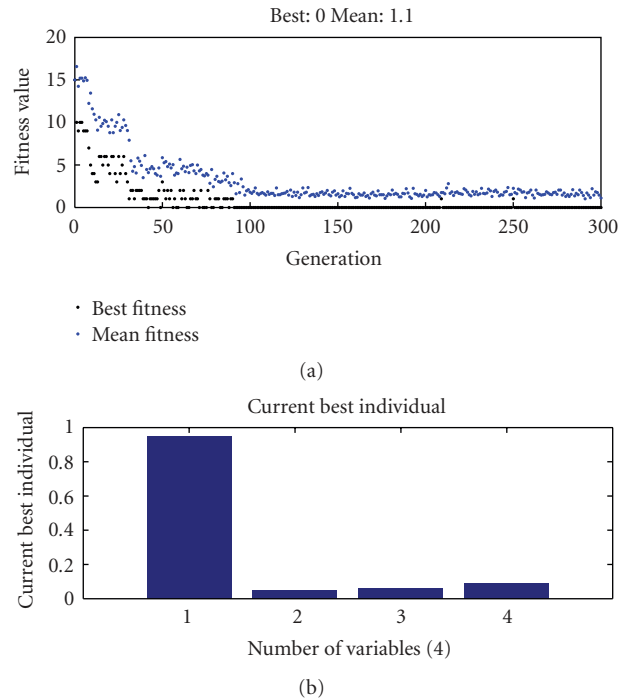 Best: 0 Mean: 1.1
20
15
10
5
0
Fitness value
0 50 100 150 200 250 300
Generation
Best fitness
Mean fitness
(a)
Current best individual
1
0.8
0.6
0.4
0.2
0
Current best individual
1 2 3 4
Number of variables (4)
(b)